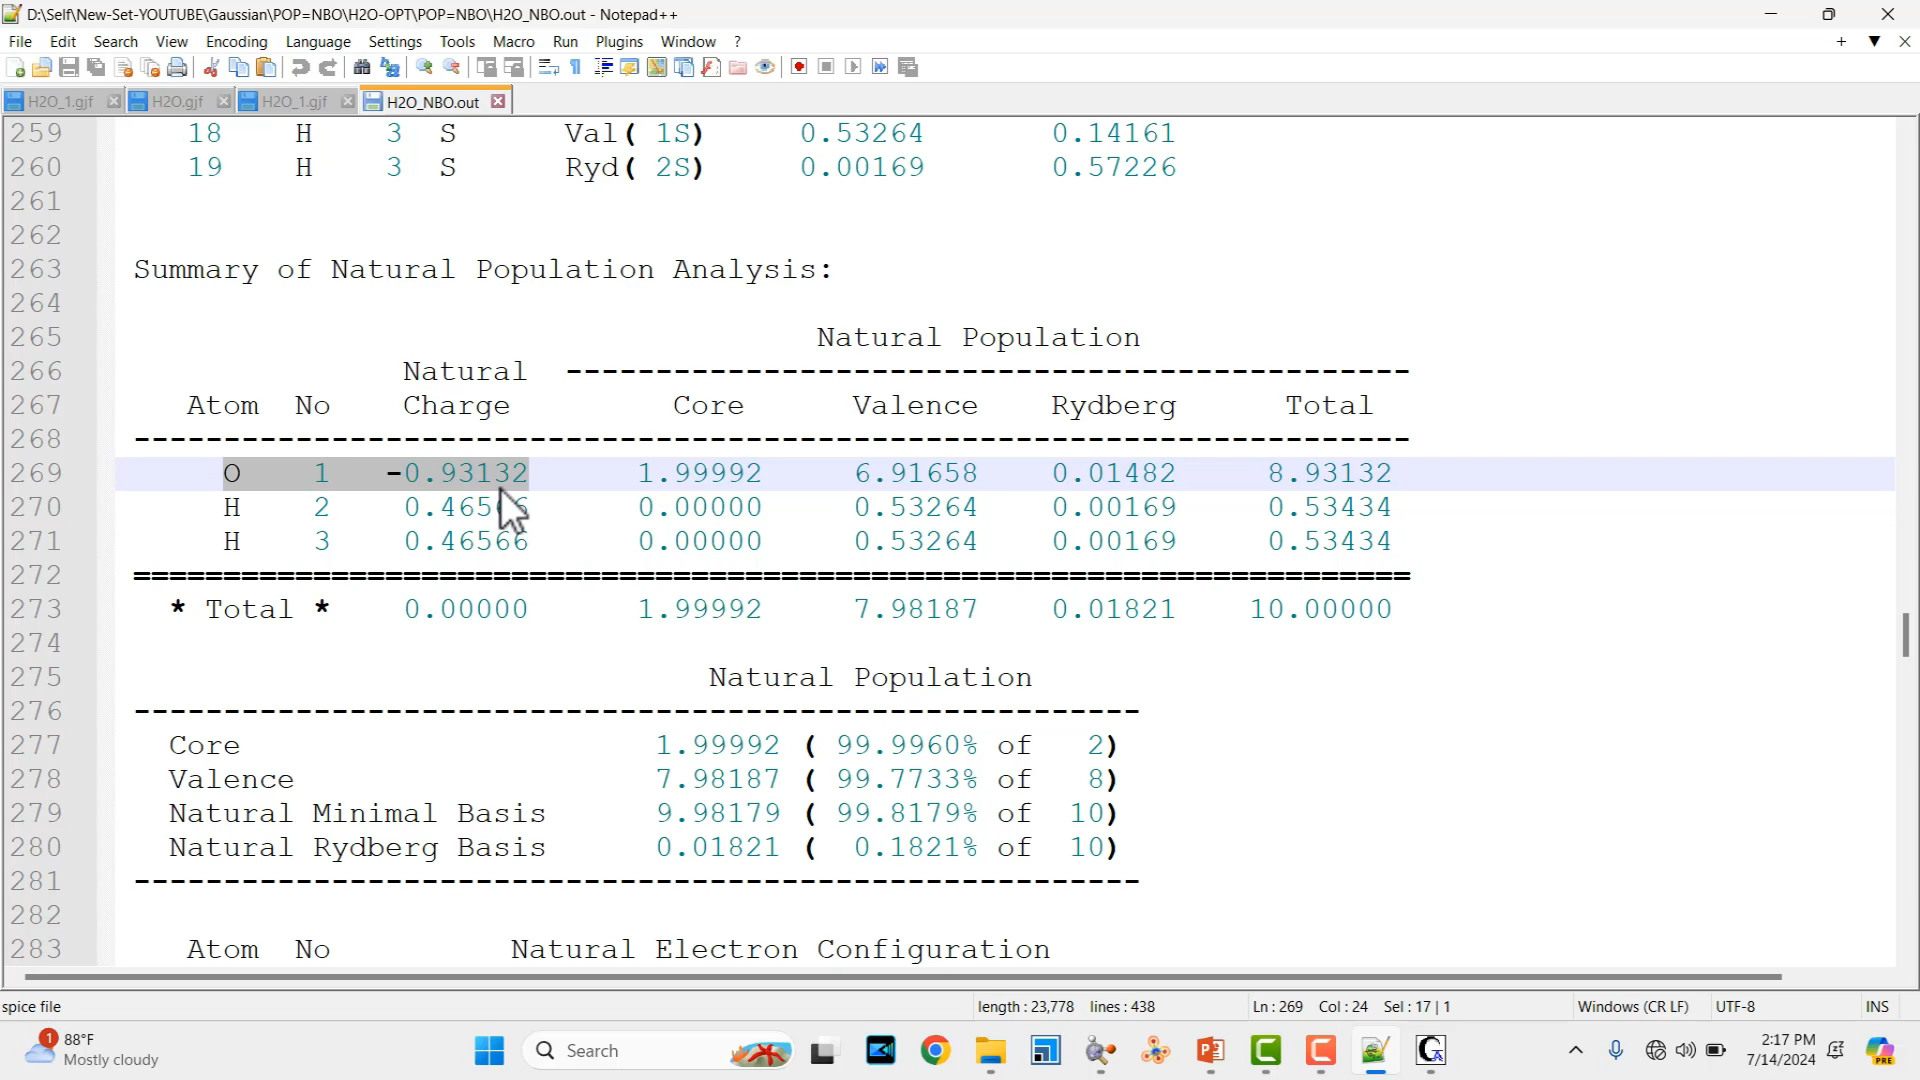 D:\Self\New-Set-YOUTUBE\Gaussian\POP=NBO\H2O-OPT\POP=NBO\H2O_NBO.out - Notepad++
File Edit Search View Encoding Language Settings Tools Macro Run Plugins Window ?
H2O_1.gjf H2O.gjf H2O_1.gjf H2O_NBO.out
259 18 H 3 S Val( 1S) 0.53264 0.14161
260 19 H 3 S Ryd( 2S) 0.00169 0.57226
261
262
263 Summary of Natural Population Analysis:
264
265 Natural Population
266 Natural -----------------------------------------------
267 Atom No Charge Core Valence Rydberg Total
268 -----------------------------------------------------------------------
269 O 1 -0.93132 1.99992 6.91658 0.01482 8.93132
270 H 2 0.46566 0.00000 0.53264 0.00169 0.53434
271 H 3 0.46566 0.00000 0.53264 0.00169 0.53434
272 =======================================================================
273 * Total * 0.00000 1.99992 7.98187 0.01821 10.00000
274
275 Natural Population
276 --------------------------------------------------------
277 Core 1.99992 ( 99.9960% of 2)
278 Valence 7.98187 ( 99.7733% of 8)
279 Natural Minimal Basis 9.98179 ( 99.8179% of 10)
280 Natural Rydberg Basis 0.01821 ( 0.1821% of 10)
281 --------------------------------------------------------
282
283 Atom No Natural Electron Configuration
spice file length : 23,778 lines : 438 Ln : 269 Col : 24 Sel : 17 | 1 Windows (CR LF) UTF-8 INS
1 88°F
Mostly cloudy
Search
2:17 PM
7/14/2024
PRE